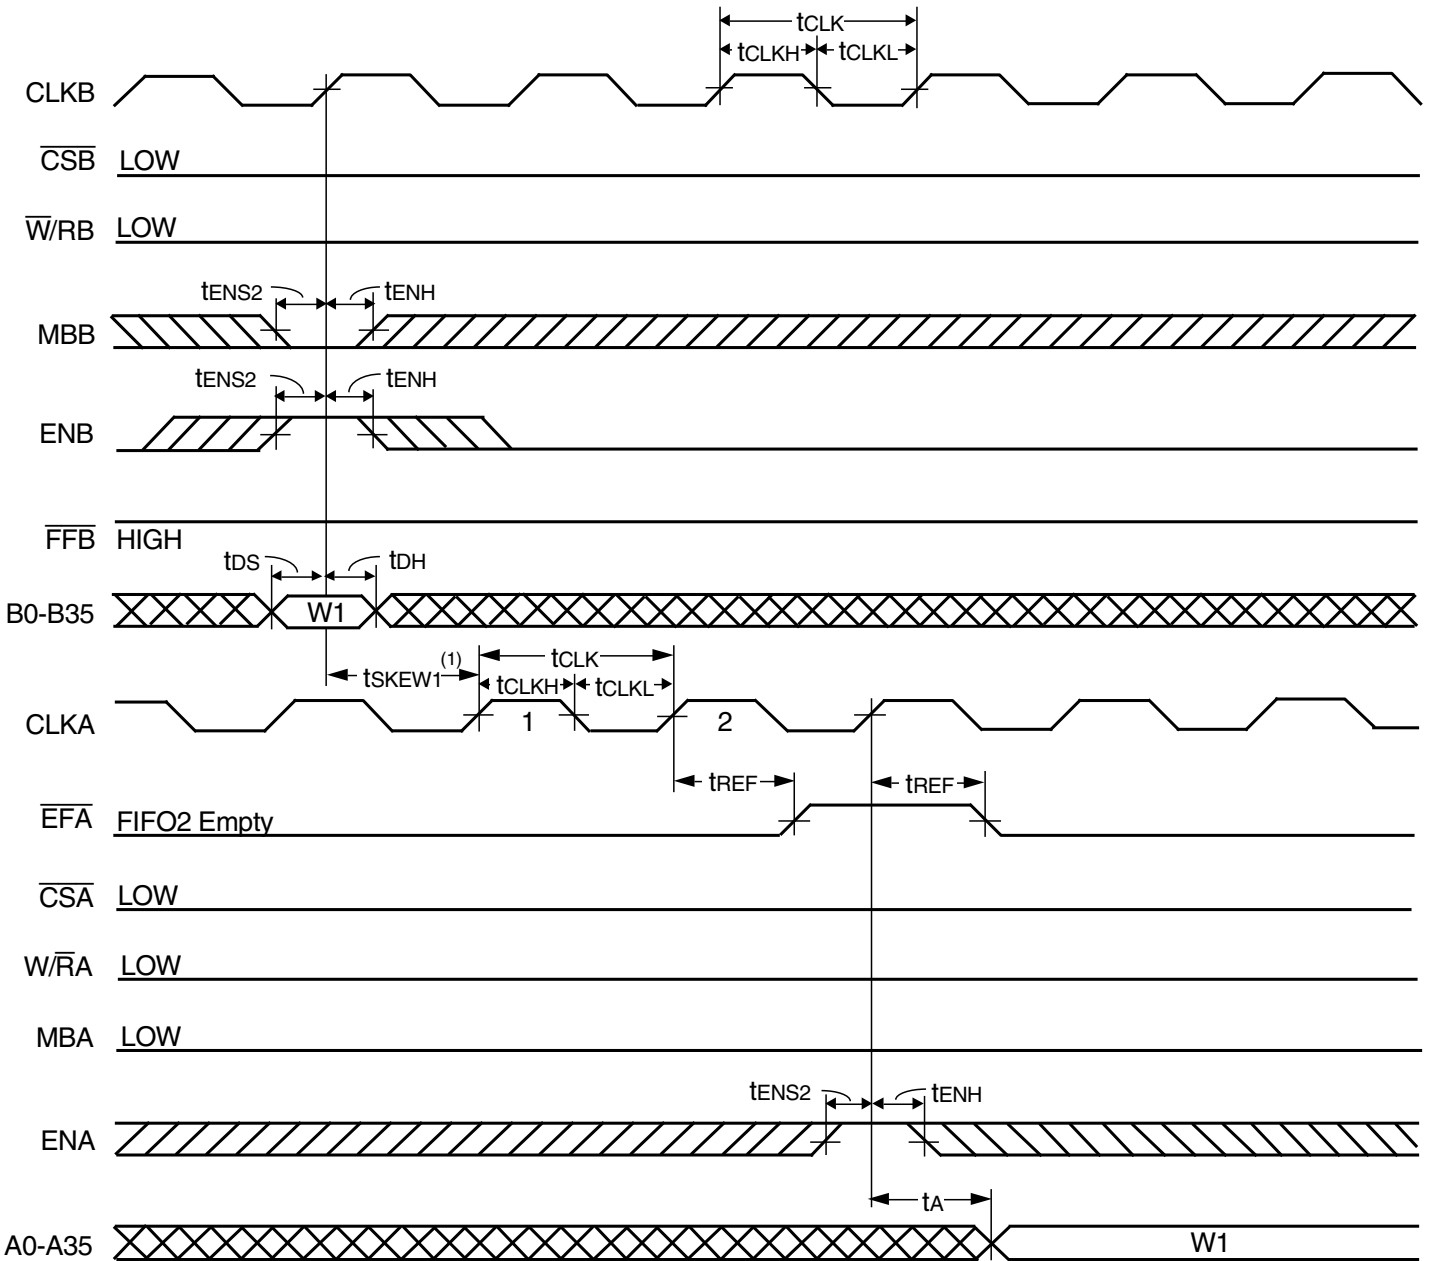 tCLK
tCLKH tCLKL
CLKB
CSB LOW
W/RB LOW
tENS2 tENH
MBB
tENS2 tENH
ENB
FFB HIGH
tDS tDH
B0-B35 W1
tSKEW1(1) tCLK
tCLKH tCLKL
CLKA 1 2
tREF tREF
EFA FIFO2 Empty
CSA LOW
W/RA LOW
MBA LOW
tENS2 tENH
ENA
tA
A0-A35 W1